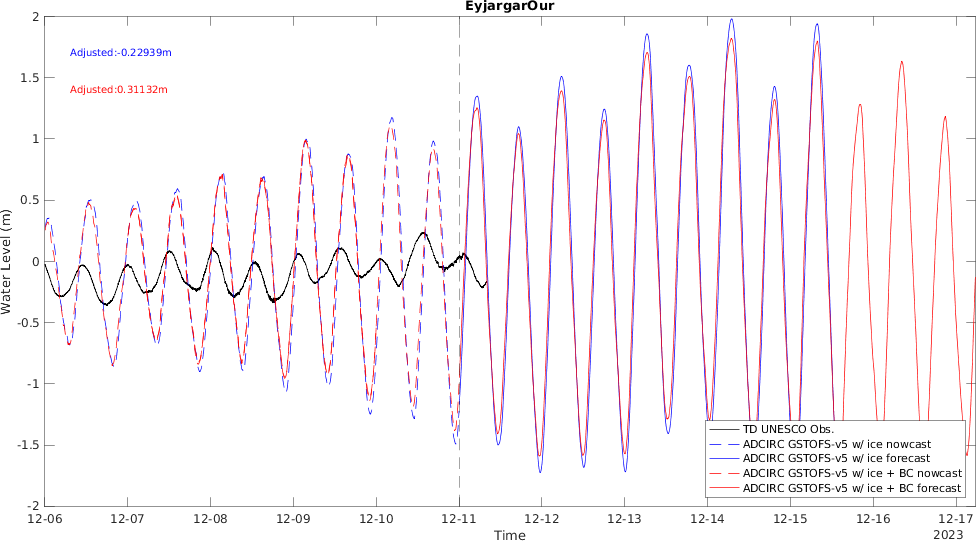 EyjargarOur
Adjusted:-0.22939m
Adjusted:0.31132m
Water Level (m)
2
1.5
1
0.5
0
-0.5
-1
-1.5
-2
TD UNESCO Obs.
ADCIRC GSTOFS-v5 w/ ice nowcast
ADCIRC GSTOFS-v5 w/ ice forecast
ADCIRC GSTOFS-v5 w/ ice + BC nowcast
ADCIRC GSTOFS-v5 w/ ice + BC forecast
12-06 12-07 12-08 12-09 12-10 12-11 12-12 12-13 12-14 12-15 12-16 12-17
Time
2023